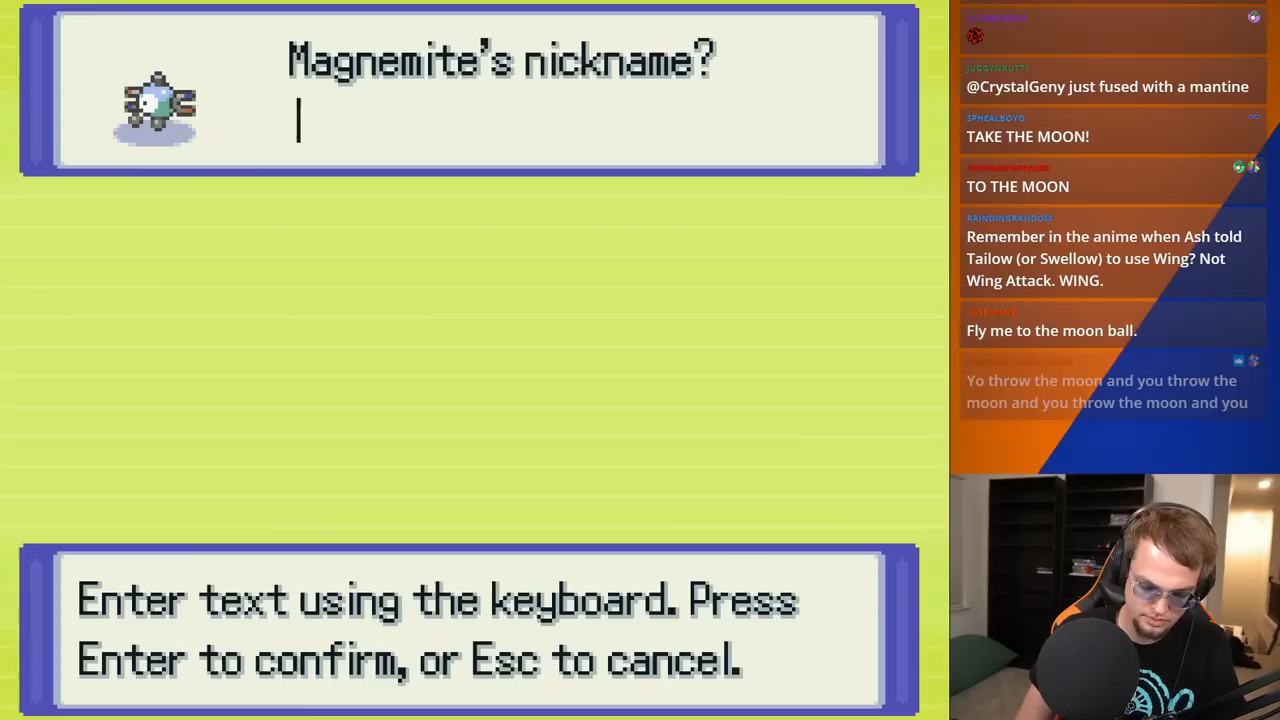 Magnemite's nickname?
Enter text using the keyboard. Press
Enter to confirm, or Esc to cancel.
JUGGYNAUT71
@CrystalGeny just fused with a mantine
SPHEALBOYO
TAKE THE MOON!
TO THE MOON
RAINDINGRANDOM
Remember in the anime when Ash told
Tailow (or Swellow) to use Wing? Not
Wing Attack. WING.
Fly me to the moon ball.
Yo throw the moon and you throw the
moon and you throw the moon and you